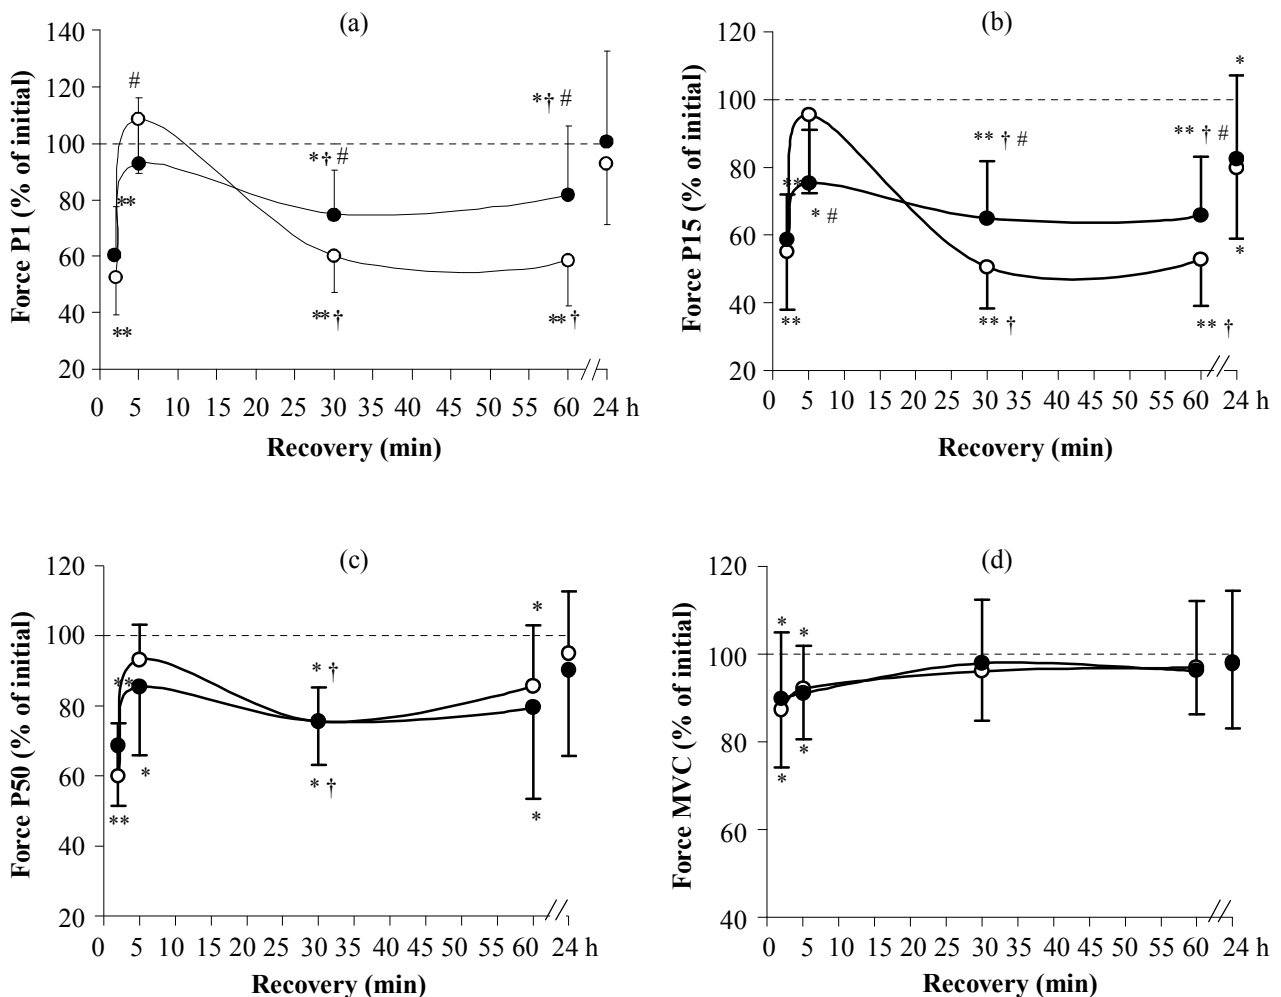 (a)
140
120
100
80
60
40
20
Force P1 (% of initial)
#
**
**
*† #
**†
*† #
**†
0 5 10 15 20 25 30 35 40 45 50 55 60 24 h
Recovery (min)
(b)
120
100
80
60
40
20
Force P15 (% of initial)
**
**
* #
** † #
** †
** † #
** †
*
*
0 5 10 15 20 25 30 35 40 45 50 55 60 24 h
Recovery (min)
(c)
120
100
80
60
40
20
Force P50 (% of initial)
**
**
*
* †
* †
*
*
0 5 10 15 20 25 30 35 40 45 50 55 60 24 h
Recovery (min)
(d)
120
100
80
60
40
Force MVC (% of initial)
*
*
*
*
0 5 10 15 20 25 30 35 40 45 50 55 60 24 h
Recovery (min)